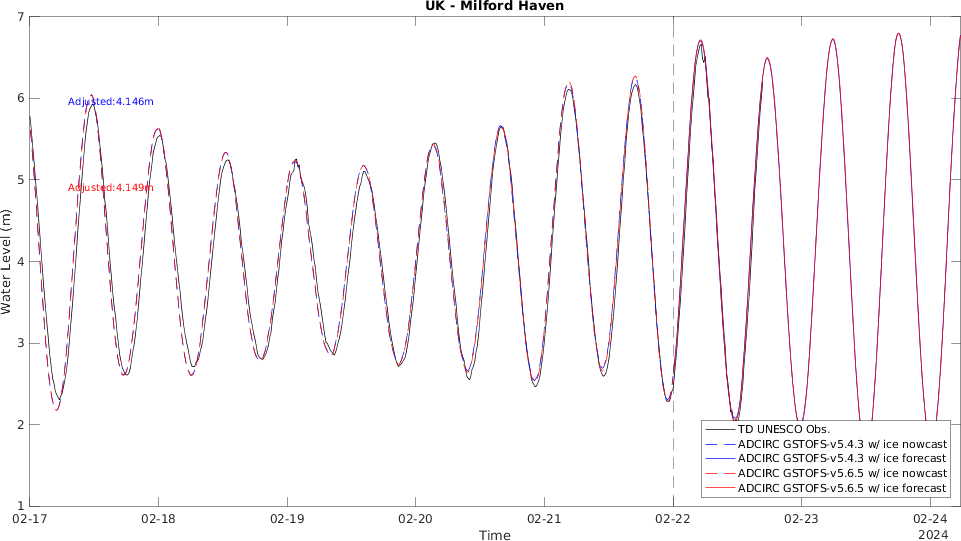 UK - Milford Haven
7
6
5
4
3
2
1
Water Level (m)
Adjusted:4.146m
Adjusted:4.149m
TD UNESCO Obs.
ADCIRC GSTOFS-v5.4.3 w/ ice nowcast
ADCIRC GSTOFS-v5.4.3 w/ ice forecast
ADCIRC GSTOFS-v5.6.5 w/ ice nowcast
ADCIRC GSTOFS-v5.6.5 w/ ice forecast
02-17 02-18 02-19 02-20 02-21 02-22 02-23 02-24
Time
2024